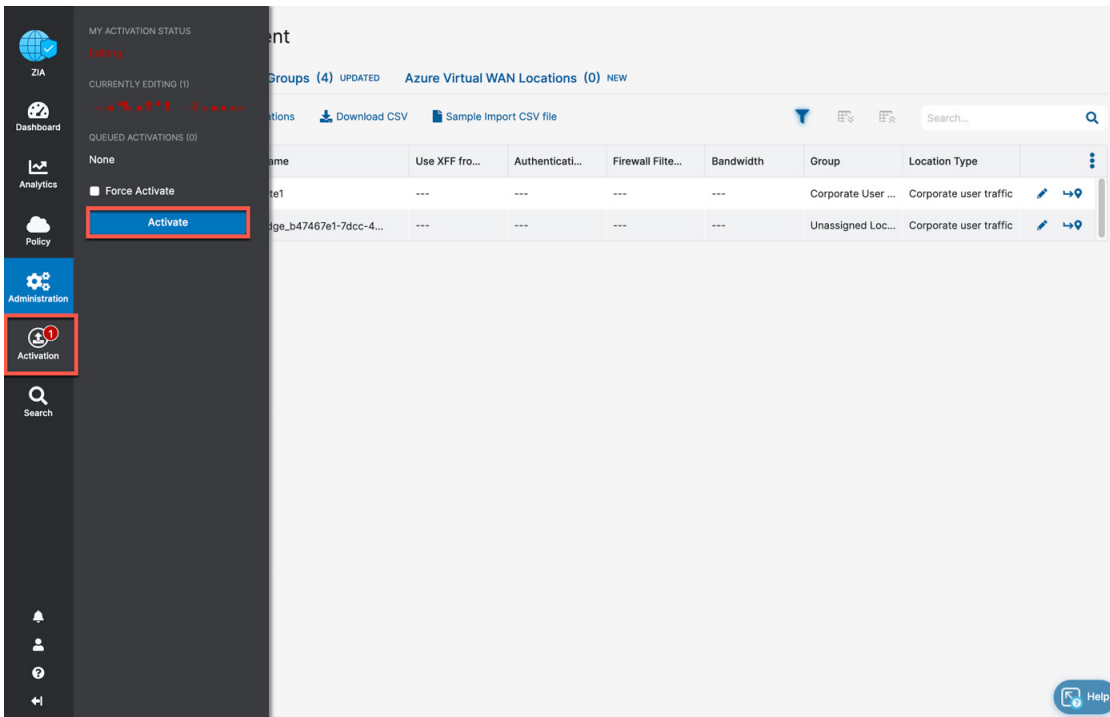 ZIA
Dashboard
Analytics
Policy
Administration
1
Activation
Search
MY ACTIVATION STATUS
Editing
CURRENTLY EDITING (1)
QUEUED ACTIVATIONS (0)
None
Force Activate
Activate
ent
Groups (4) UPDATED Azure Virtual WAN Locations (0) NEW
ations Download CSV Sample Import CSV file Search...
ame Use XFF fro... Authenticati... Firewall Filte... Bandwidth Group Location Type
te1 --- --- --- --- Corporate User ... Corporate user traffic
dge_b47467e1-7dcc-4... --- --- --- --- Unassigned Loc... Corporate user traffic
Help